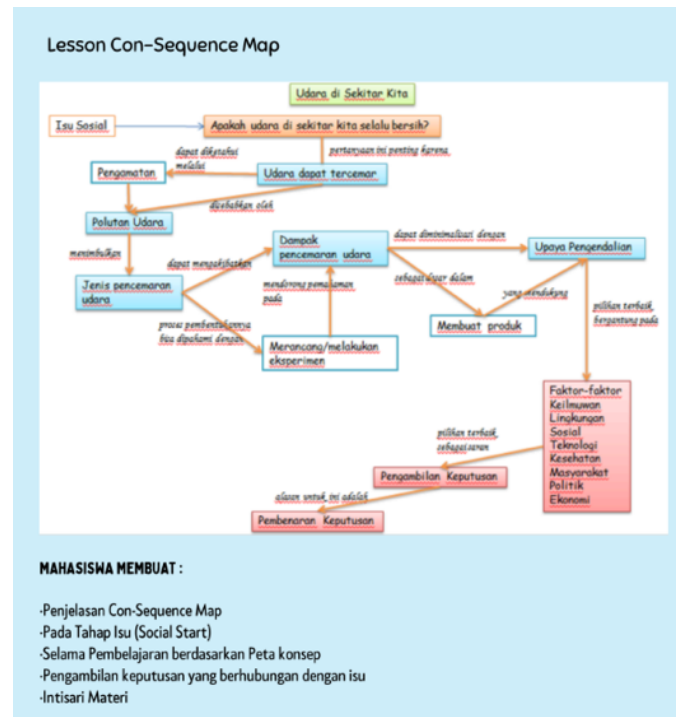 Lesson Con-Sequence Map
Udara di Sekitar Kita
Isu Sosial
Apakah udara di sekitar kita selalu bersih?
pertanyaan ini penting karena
dapat diketahui
melalui
Pengamatan
Udara dapat tercemar
disebabkan oleh
Polutan Udara
menimbulkan
Dampak
pencemaran udara
dapat diminimalisasi dengan
Upaya Pengendalian
dapat mengakibatkan
sebagai dasar dalam
Jenis pencemaran
udara
mendorong pemahaman
pada
yang mendukung
pilihan terbaik
bergantung pada
Membuat produk
proses pembentukannya
bisa dipahami dengan
Merancang/melakukan
eksperimen
Faktor-faktor
Keilmuwan
Lingkungan
Sosial
Teknologi
Kesehatan
Masyarakat
Politik
Ekonomi
pilihan terbaik
sebagai saran
Pengambilan Keputusan
alasan untuk ini adalah
Pembenaran Keputusan
MAHASISWA MEMBUAT :
·Penjelasan Con-Sequence Map
·Pada Tahap Isu (Social Start)
·Selama Pembelajaran berdasarkan Peta konsep
·Pengambilan keputusan yang berhubungan dengan isu
·Intisari Materi